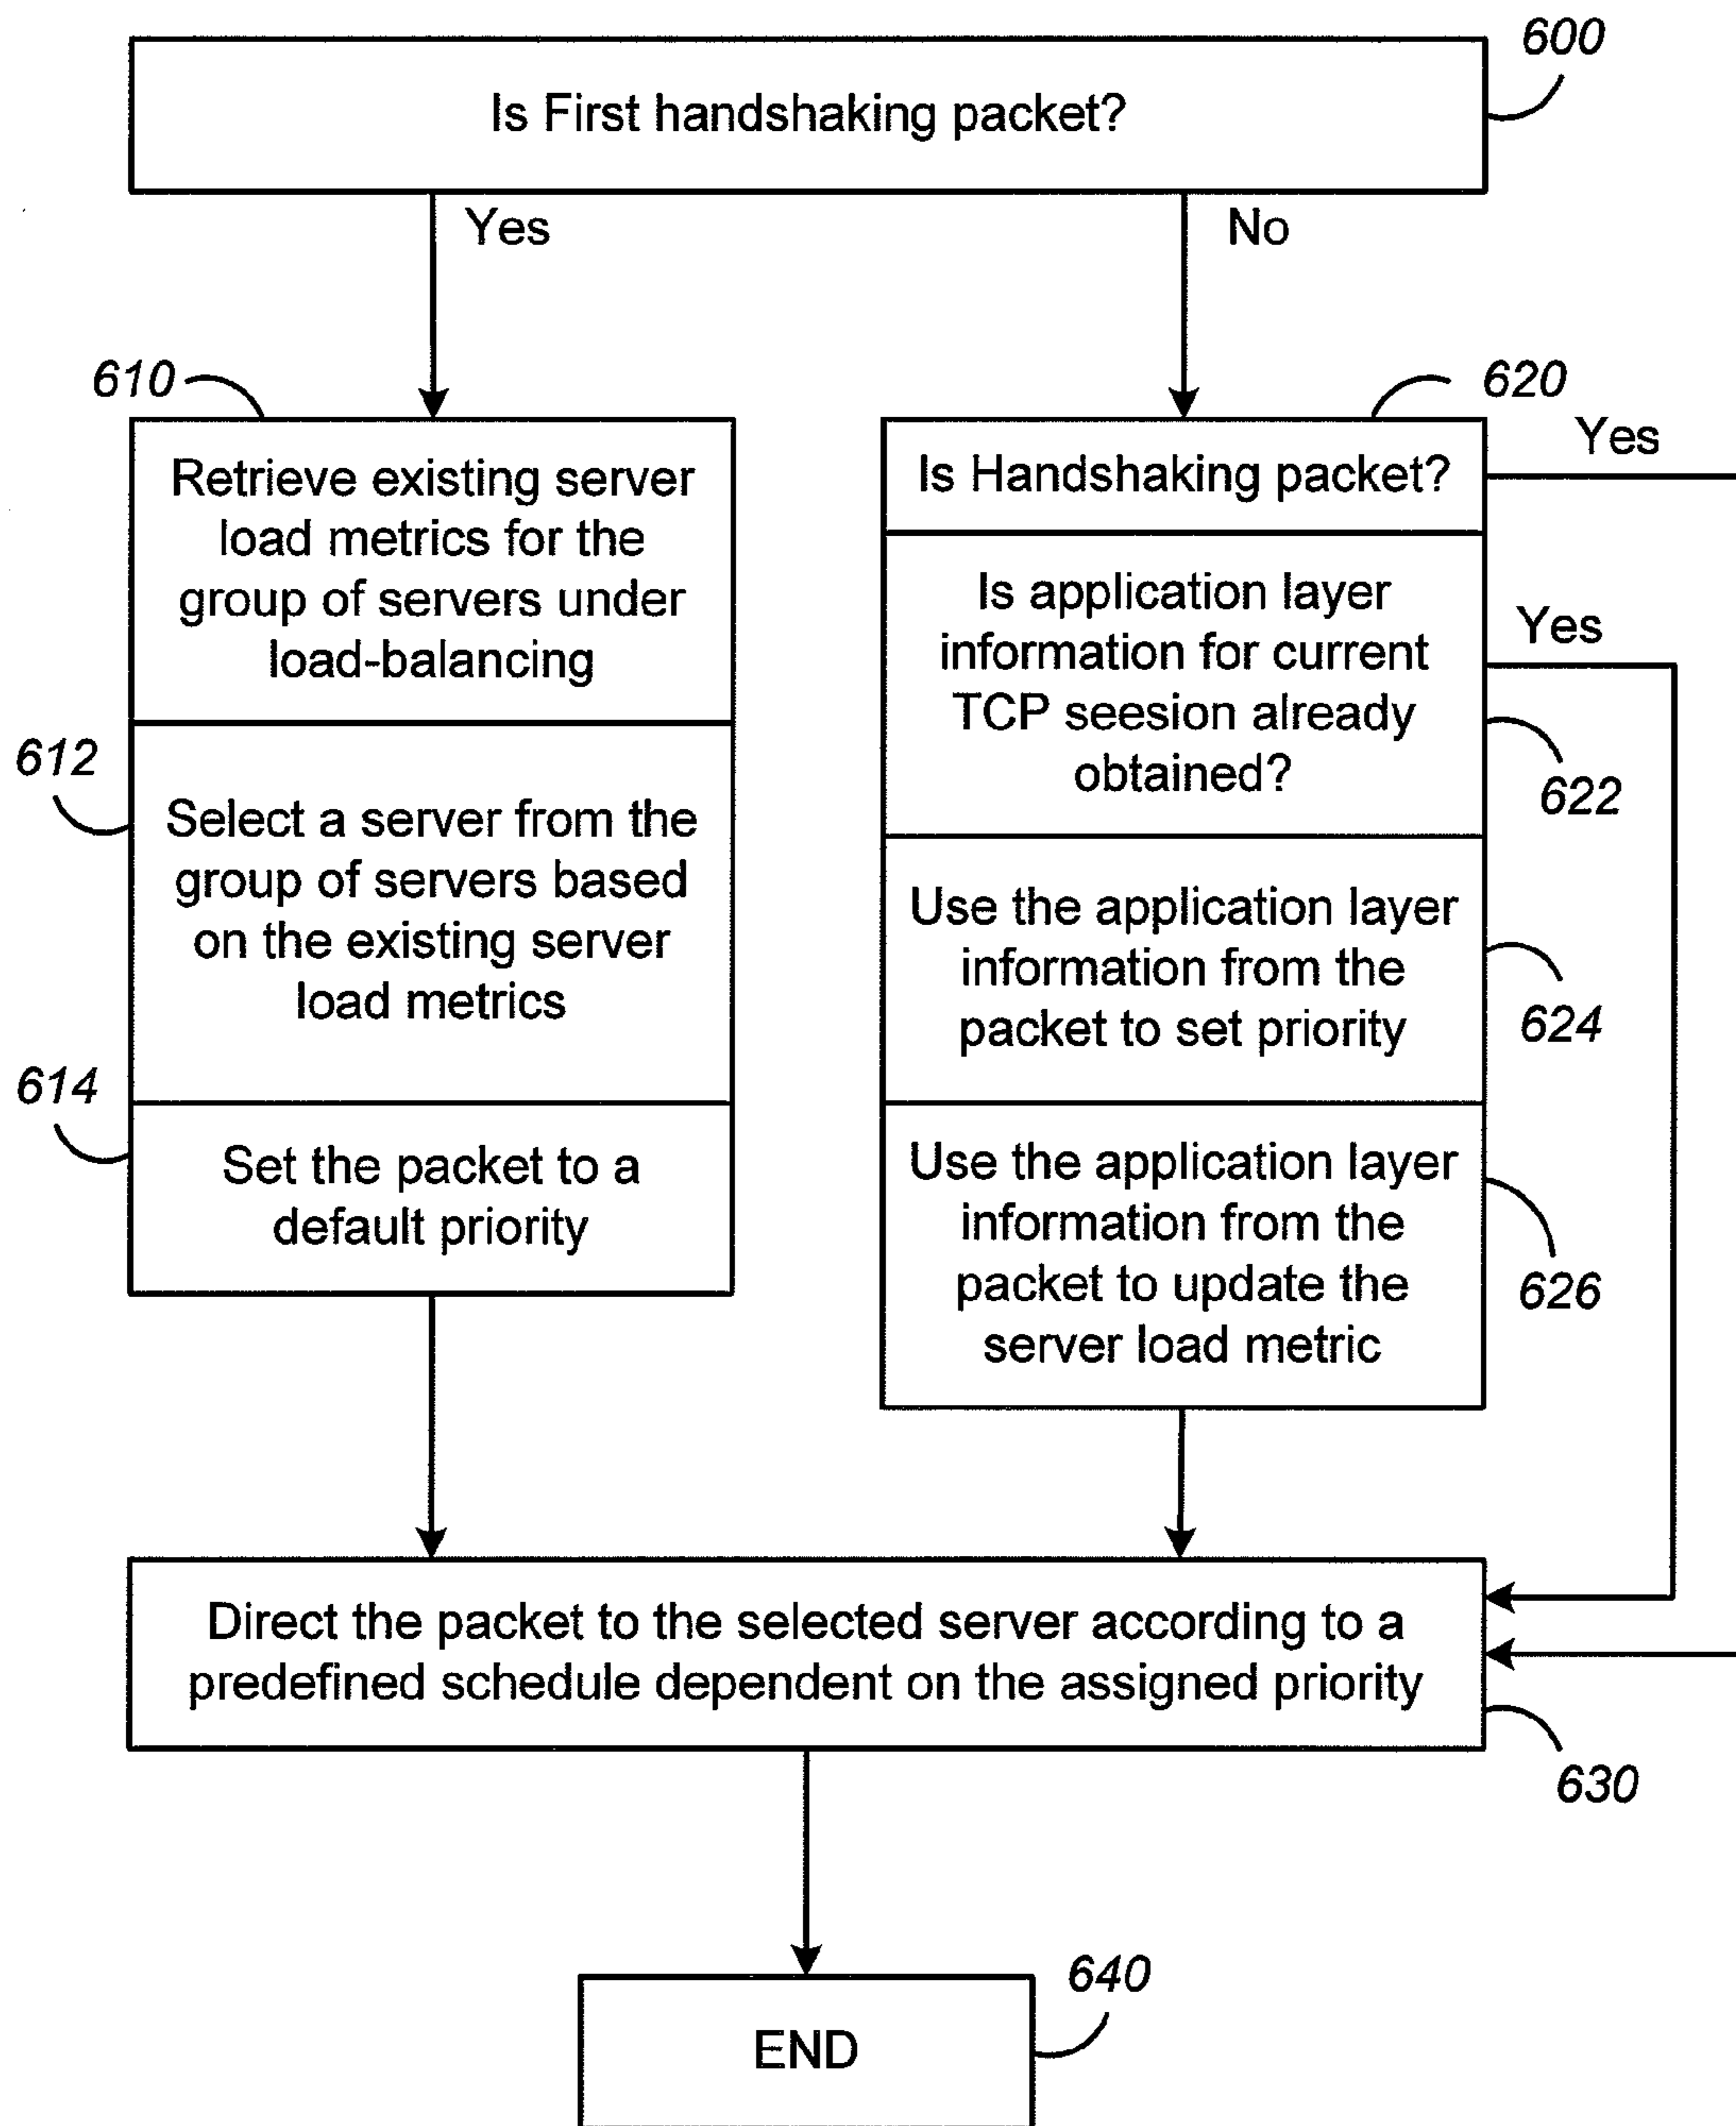 600
Is First handshaking packet?
Yes
No
610
Retrieve existing server
load metrics for the
group of servers under
load-balancing
612
Select a server from the
group of servers based
on the existing server
load metrics
614
Set the packet to a
default priority
620
Is Handshaking packet?
Yes
Is application layer
information for current
TCP seesion already
obtained?
Yes
622
Use the application layer
information from the
packet to set priority
624
Use the application layer
information from the
packet to update the
server load metric
626
Direct the packet to the selected server according to a
predefined schedule dependent on the assigned priority
630
640
END